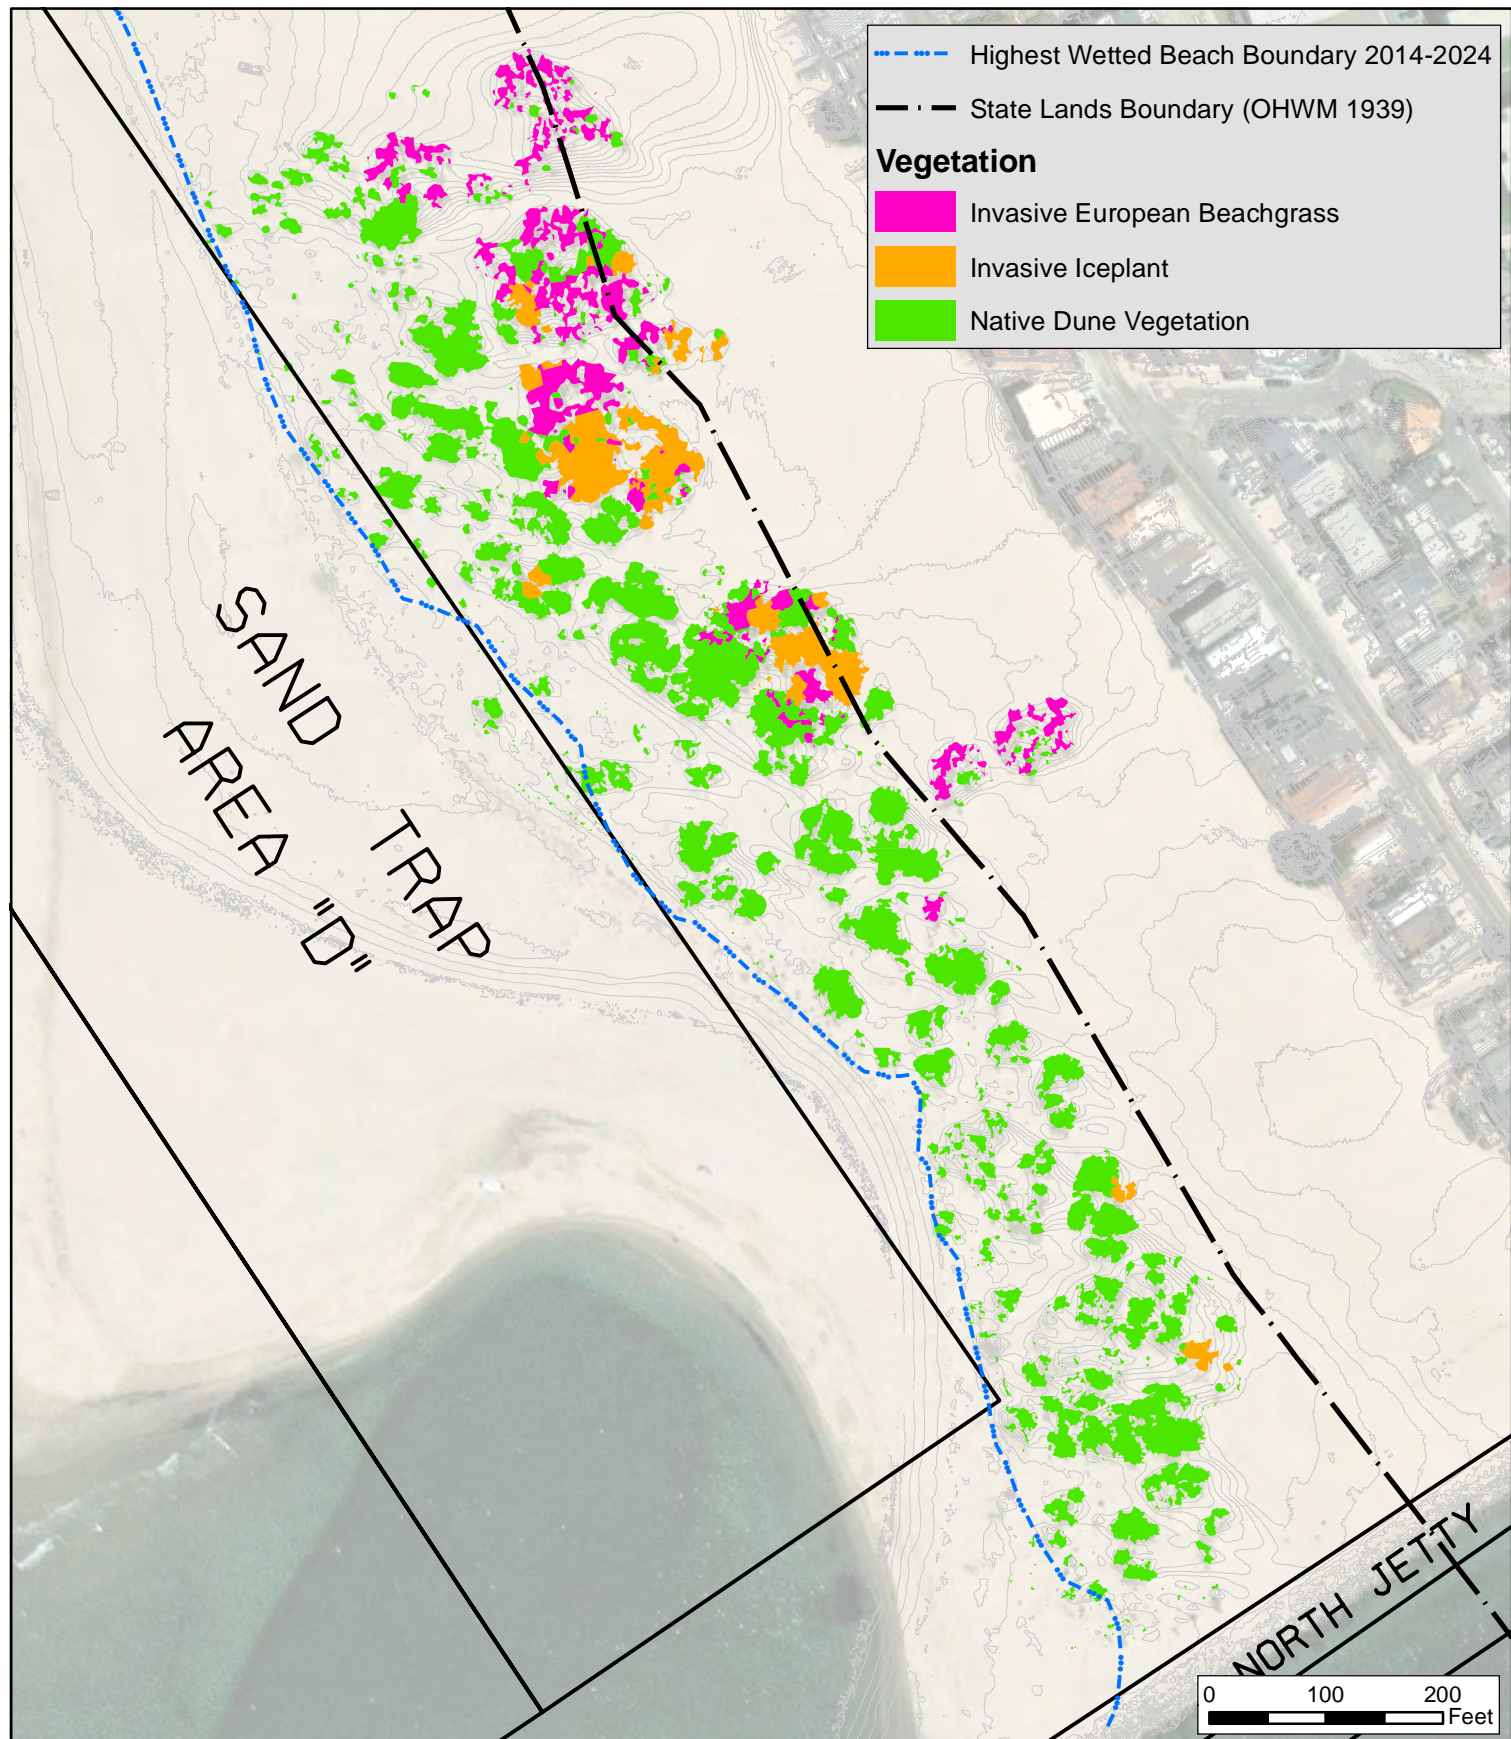 Highest Wetted Beach Boundary 2014-2024
State Lands Boundary (OHWM 1939)
Vegetation
Invasive European Beachgrass
Invasive Iceplant
Native Dune Vegetation
SAND TRAP
AREA "D"
NORTH JETTY
0 100 200
Feet